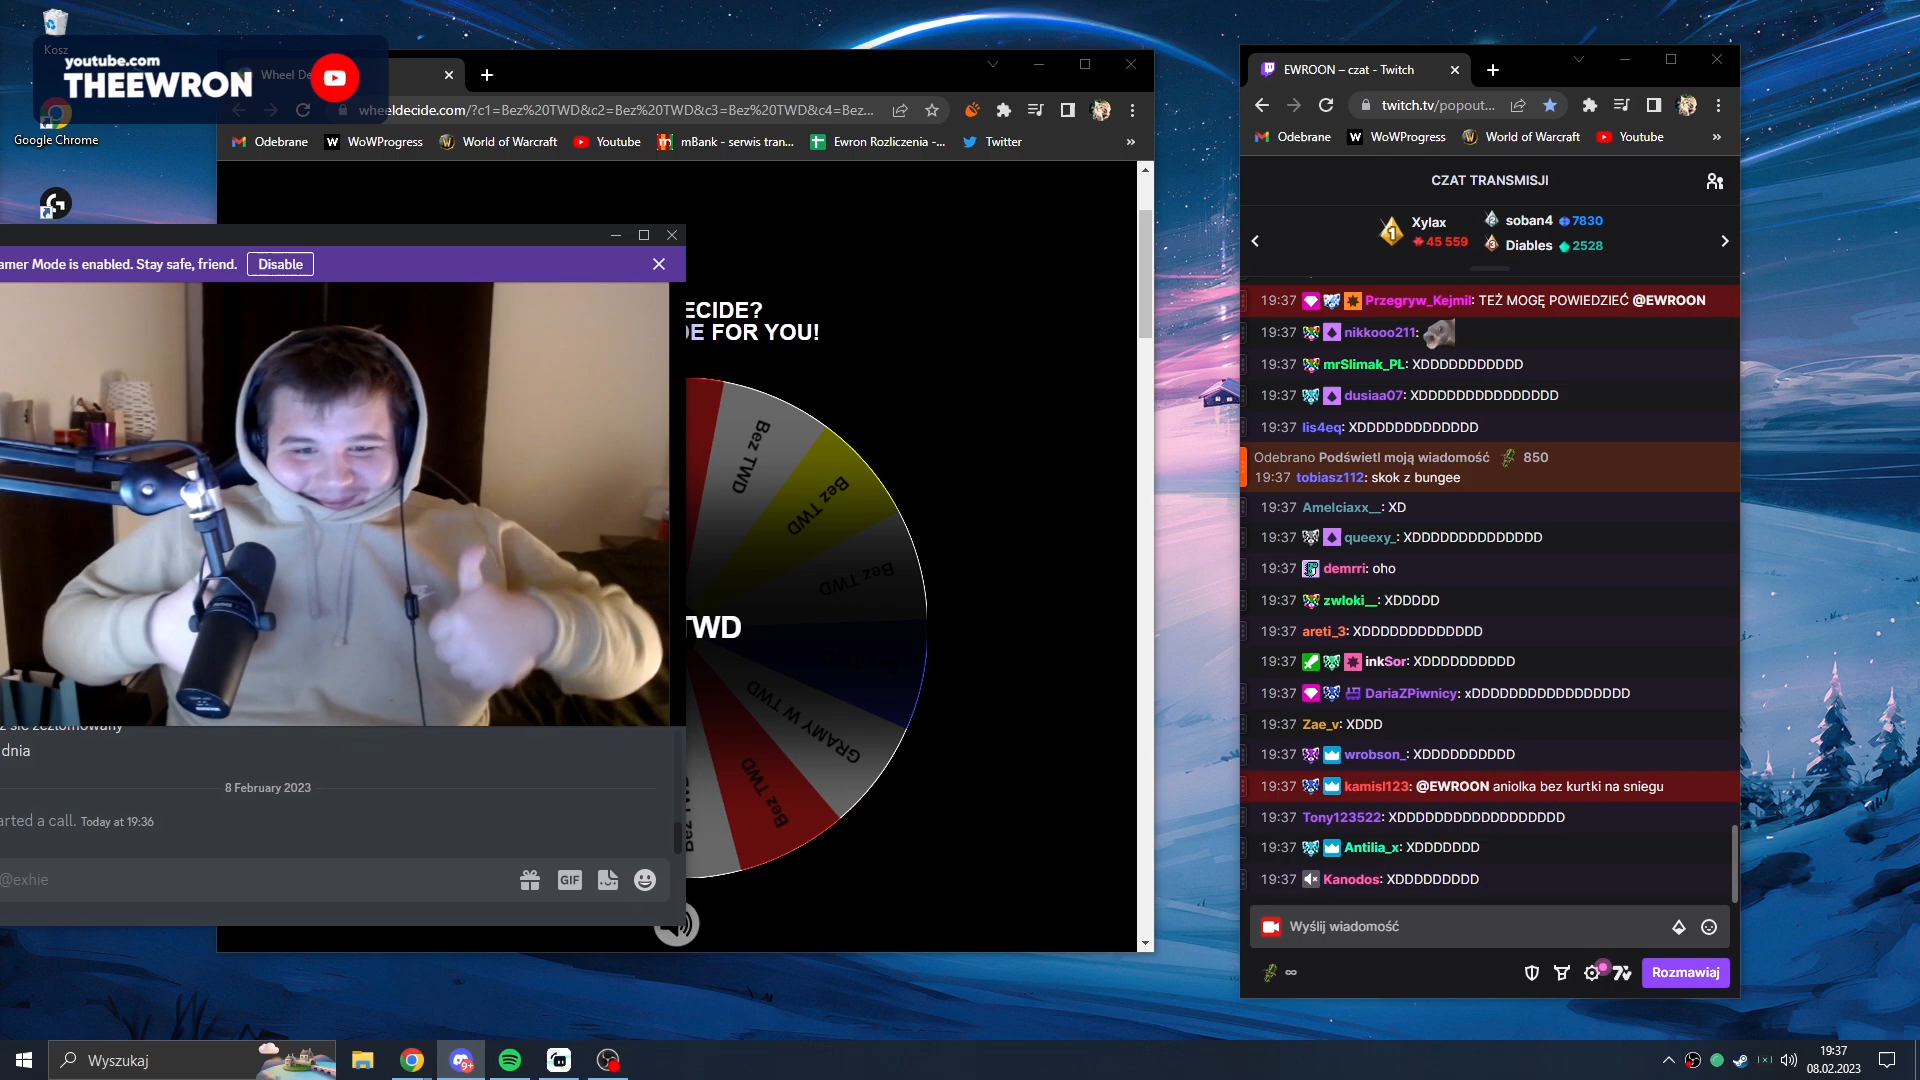 Kosz
youtube.com
THEEWRON
Google Chrome
Wheel De
wheeldecide.com/?c1=Bez%20TWD&c2=Bez%20TWD&c3=Bez%20TWD&c4=Bez...
Odebrane
WoWProgress
World of Warcraft
Youtube
mBank - serwis tran...
Ewron Rozliczenia -...
Twitter
»
amer Mode is enabled. Stay safe, friend.
Disable
ECIDE?
DE FOR YOU!
Bez TWD
Bez TWD
Bez TWD
TWD
GRAMY W TWD
Bez TWD
z się zezłomowany
dnia
8 February 2023
arted a call. Today at 19:36
@exhie
GIF
EWROON – czat - Twitch
twitch.tv/popout...
Odebrane
WoWProgress
World of Warcraft
Youtube
»
CZAT TRANSMISJI
1 Xylax
45 559
2 soban4 7830
3 Diables 2528
19:37 Przegryw_Kejmil: TEŻ MOGĘ POWIEDZIEĆ @EWROON
19:37 nikkooo211:
19:37 mrSlimak_PL: XDDDDDDDDDDD
19:37 dusiaa07: XDDDDDDDDDDDDDDD
19:37 lis4eq: XDDDDDDDDDDDDD
Odebrano Podświetl moją wiadomość 850
19:37 tobiasz112: skok z bungee
19:37 Amelciaxx__: XD
19:37 queexy_: XDDDDDDDDDDDDDD
19:37 demrri: oho
19:37 zwloki__: XDDDDD
19:37 areti_3: XDDDDDDDDDDDDD
19:37 inkSor: XDDDDDDDDDD
19:37 DariaZPiwnicy: xDDDDDDDDDDDDDDDDD
19:37 Zae_v: XDDD
19:37 wrobson_: XDDDDDDDDDD
19:37 kamisl123: @EWROON aniolka bez kurtki na sniegu
19:37 Tony123522: XDDDDDDDDDDDDDDDDDD
19:37 Antilia_x: XDDDDDDD
19:37 Kanodos: XDDDDDDDDD
Wyślij wiadomość
∞
Rozmawiaj
Wyszukaj
9+
19:37
08.02.2023